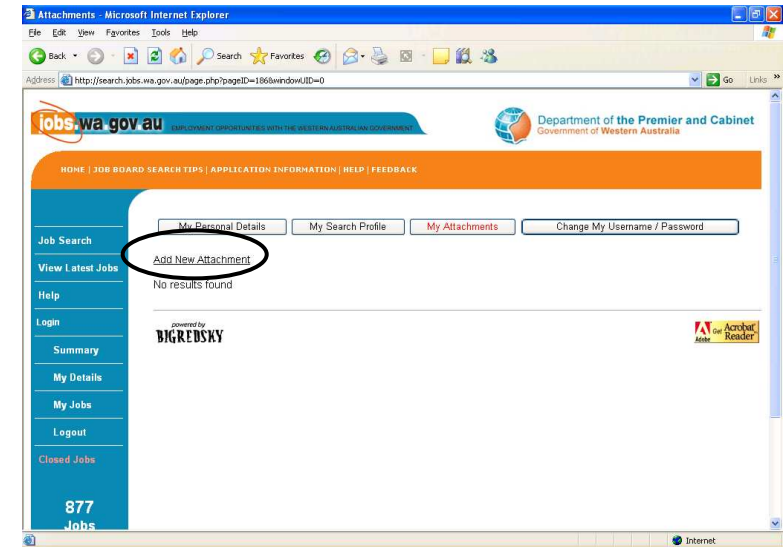 Attachments - Microsoft Internet Explorer
File Edit View Favorites Tools Help
Back Search Favorites
Address http://search.jobs.wa.gov.au/page.php?pageID=186&windowUID=0 Go Links »
jobs.wa.gov.au EMPLOYMENT OPPORTUNITIES WITH THE WESTERN AUSTRALIAN GOVERNMENT
Department of the Premier and Cabinet
Government of Western Australia
HOME | JOB BOARD SEARCH TIPS | APPLICATION INFORMATION | HELP | FEEDBACK
My Personal Details My Search Profile My Attachments Change My Username / Password
Job Search
Add New Attachment
View Latest Jobs
No results found
Help
Login
powered by
BIGREDSKY
Adobe Get Acrobat Reader
Summary
My Details
My Jobs
Logout
Closed Jobs
877
Jobs
Internet